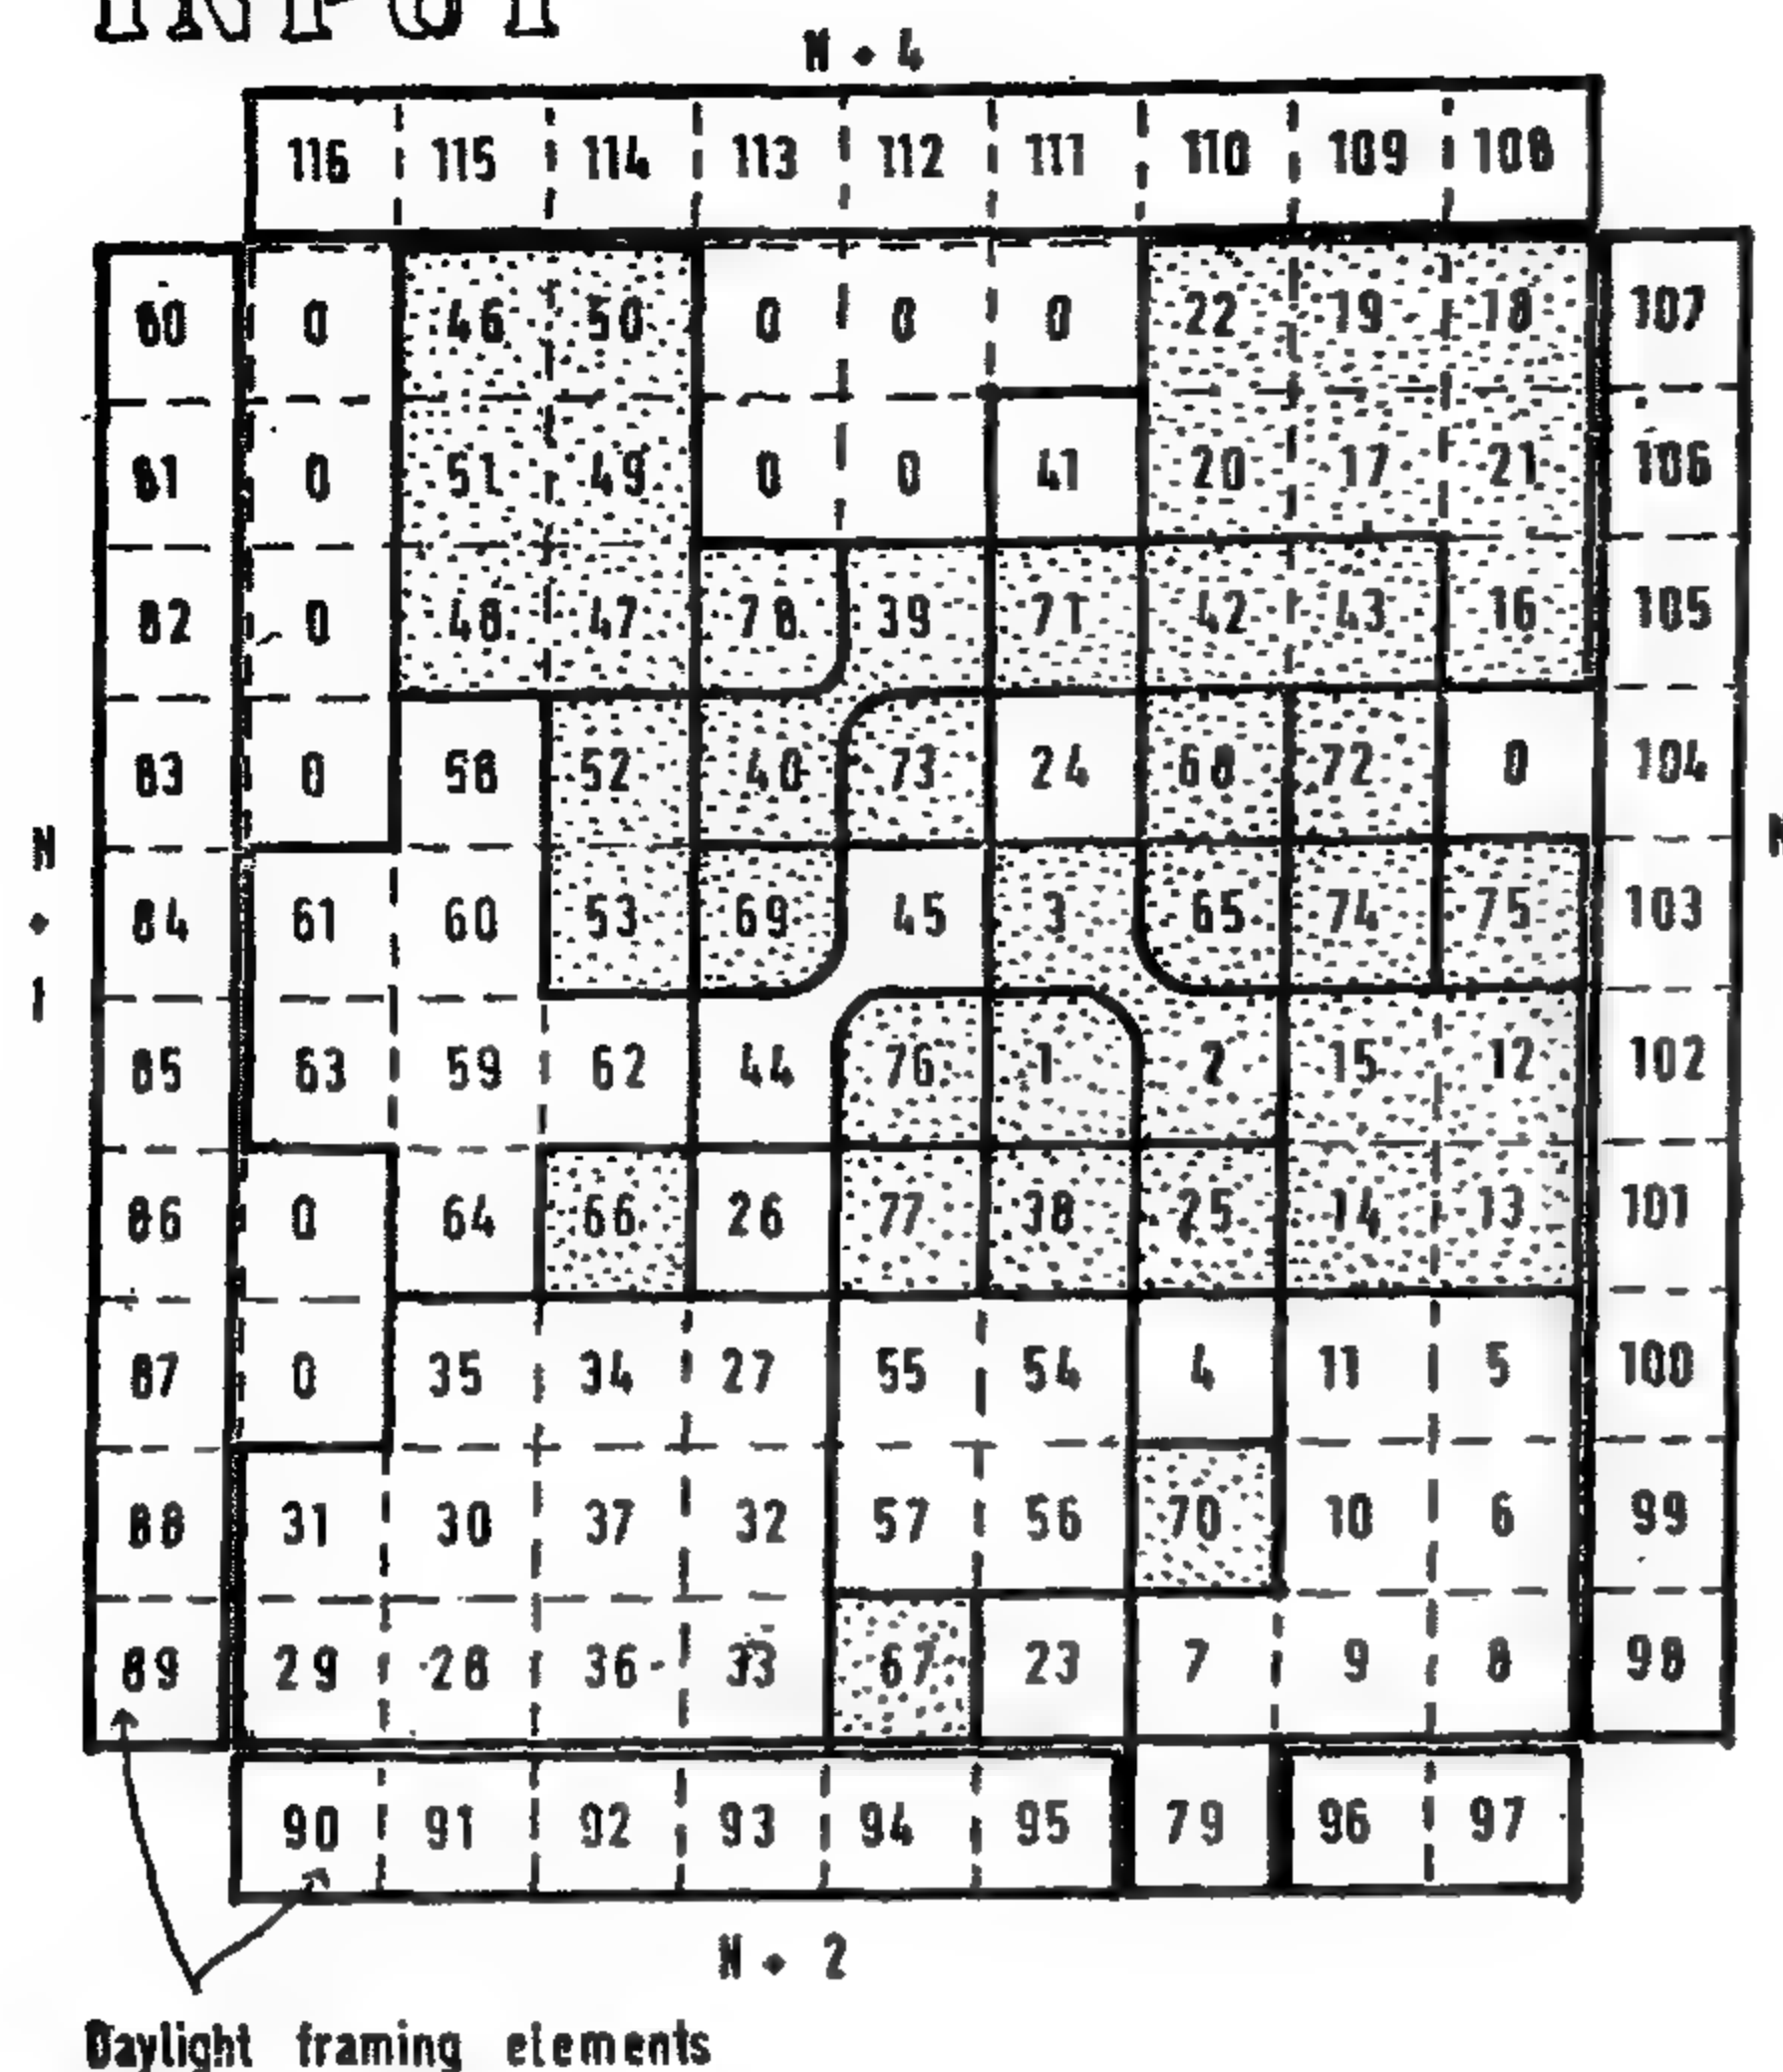 INPUT
N + 4
116 115 114 113 112 111 110 109 108
80 0 46 50 0 0 0 22 19 18 107
81 0 51 49 0 0 41 20 17 21 106
82 0 48 47 78 39 71 42 43 16 105
83 0 58 52 40 73 24 68 72 0 104
N + 1
84 61 60 53 69 45 3 65 74 75 103
N
85 63 59 62 44 76 1 2 15 12 102
86 0 64 66 26 77 38 25 14 13 101
87 0 35 34 27 55 54 4 11 5 100
88 31 30 37 32 57 56 70 10 6 99
89 29 28 36 33 67 23 7 9 8 98
90 91 92 93 94 95 79 96 97
N + 2
Daylight framing elements